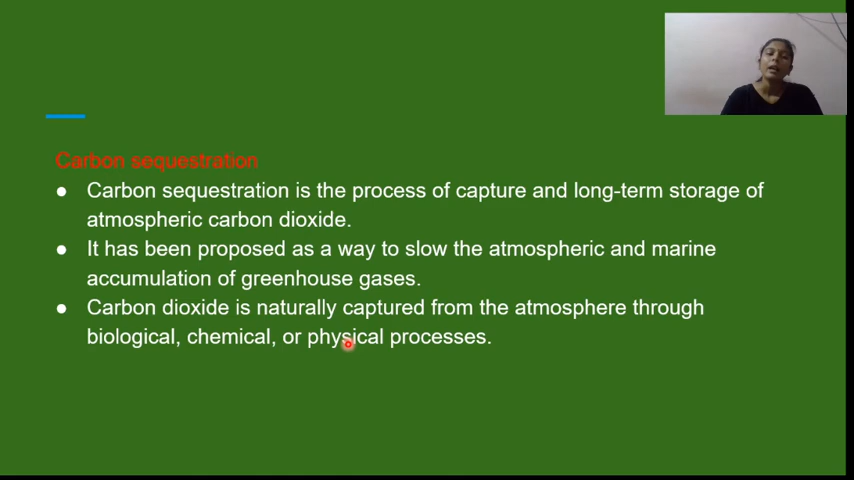 Carbon sequestration
● Carbon sequestration is the process of capture and long-term storage of
atmospheric carbon dioxide.
● It has been proposed as a way to slow the atmospheric and marine
accumulation of greenhouse gases.
● Carbon dioxide is naturally captured from the atmosphere through
biological, chemical, or physical processes.